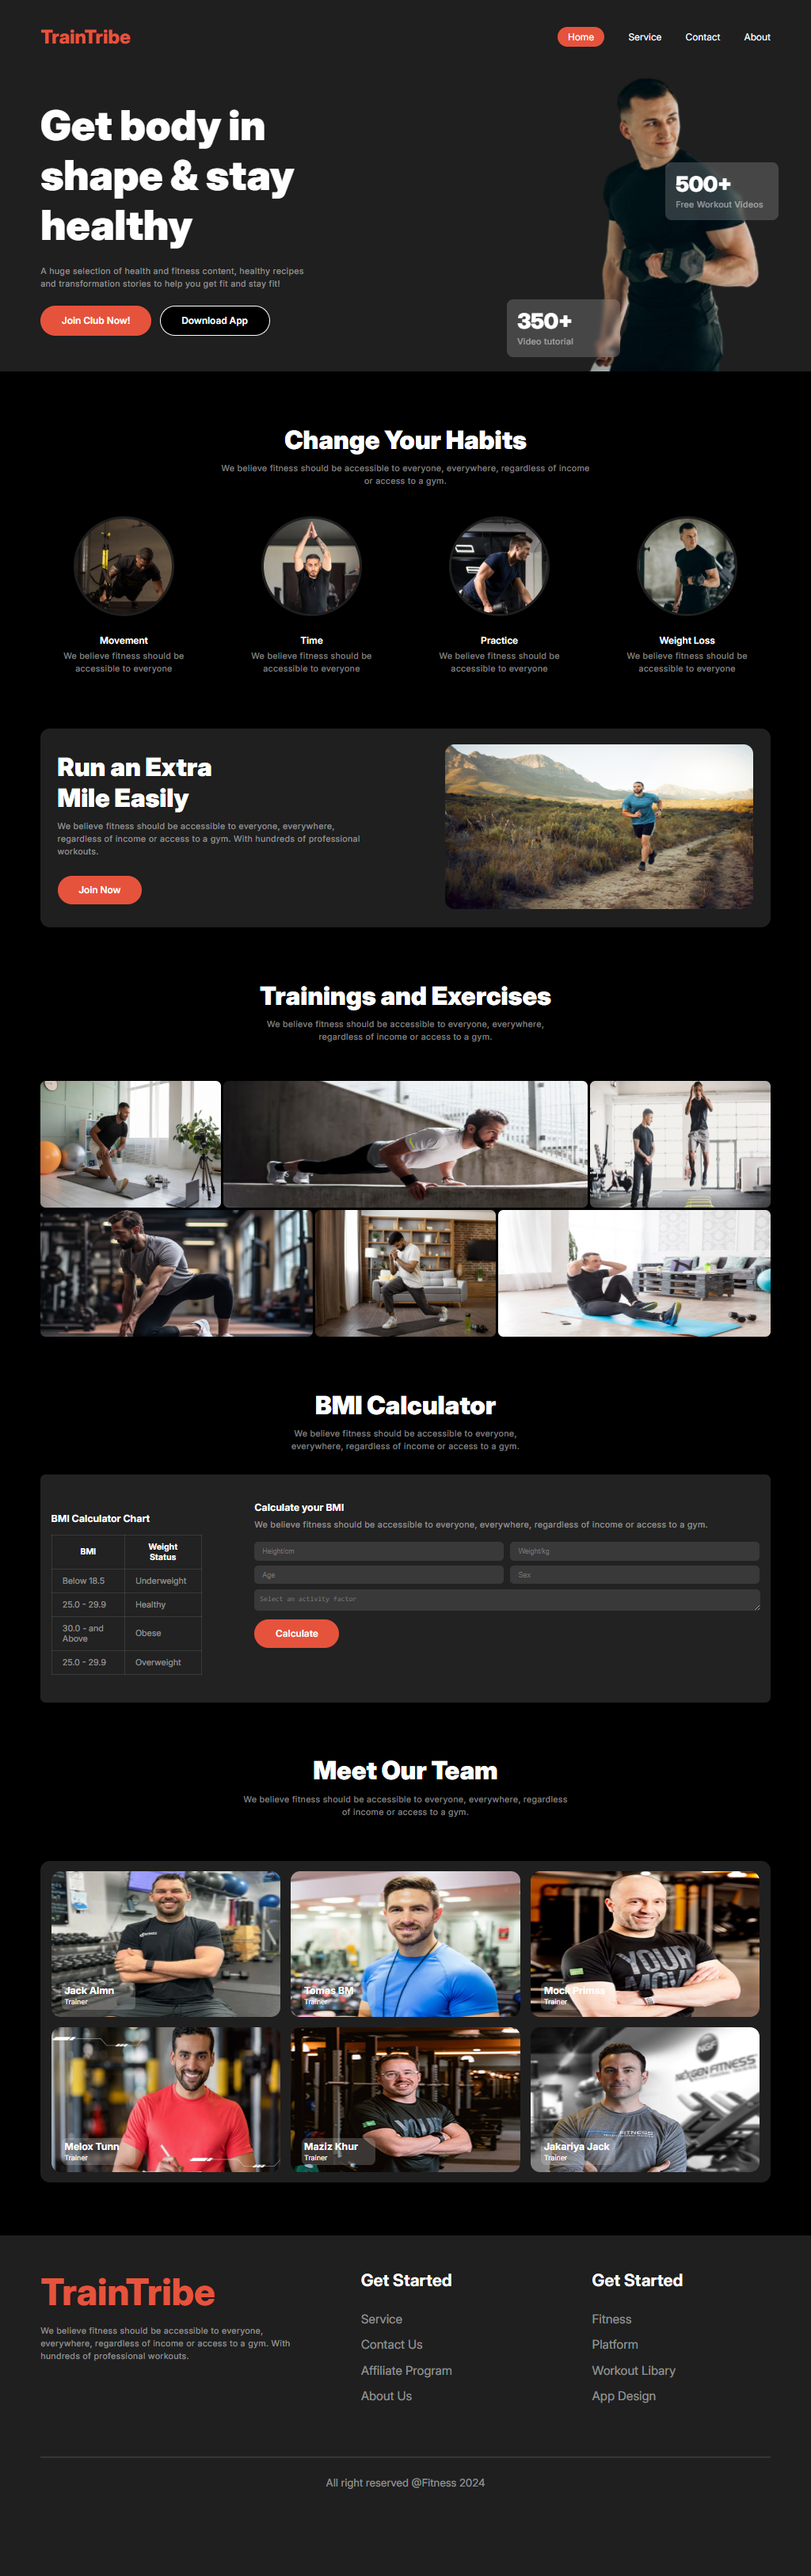 TrainTribe
Home Service Contact About
Get body in
shape & stay
healthy
A huge selection of health and fitness content, healthy recipes
and transformation stories to help you get fit and stay fit!
Join Club Now! Download App
500+
Free Workout Videos
350+
Video tutorial
Change Your Habits
We believe fitness should be accessible to everyone, everywhere, regardless of income
or access to a gym.
Movement
We believe fitness should be
accessible to everyone
Time
We believe fitness should be
accessible to everyone
Practice
We believe fitness should be
accessible to everyone
Weight Loss
We believe fitness should be
accessible to everyone
Run an Extra
Mile Easily
We believe fitness should be accessible to everyone, everywhere,
regardless of income or access to a gym. With hundreds of professional
workouts.
Join Now
Trainings and Exercises
We believe fitness should be accessible to everyone, everywhere,
regardless of income or access to a gym.
BMI Calculator
We believe fitness should be accessible to everyone,
everywhere, regardless of income or access to a gym.
BMI Calculator Chart
BMI Weight
Status
Below 18.5 Underweight
25.0 - 29.9 Healthy
30.0 - and
Above Obese
25.0 - 29.9 Overweight
Calculate your BMI
We believe fitness should be accessible to everyone, everywhere, regardless of income or access to a gym.
Height/cm Weight/kg
Age Sex
Select an activity factor
Calculate
Meet Our Team
We believe fitness should be accessible to everyone, everywhere, regardless
of income or access to a gym.
Jack Almn
Trainer
Tomas BM
Trainer
YOUR
MOV
Trainer
Melox Tunn
Trainer
Maziz Khur
Trainer
NGF
NEXGEN FITNESS
FITNESS
Jakariya Jack
Trainer
TrainTribe
We believe fitness should be accessible to everyone,
everywhere, regardless of income or access to a gym. With
hundreds of professional workouts.
Get Started
Service
Contact Us
Affiliate Program
About Us
Get Started
Fitness
Platform
Workout Libary
App Design
All right reserved @Fitness 2024